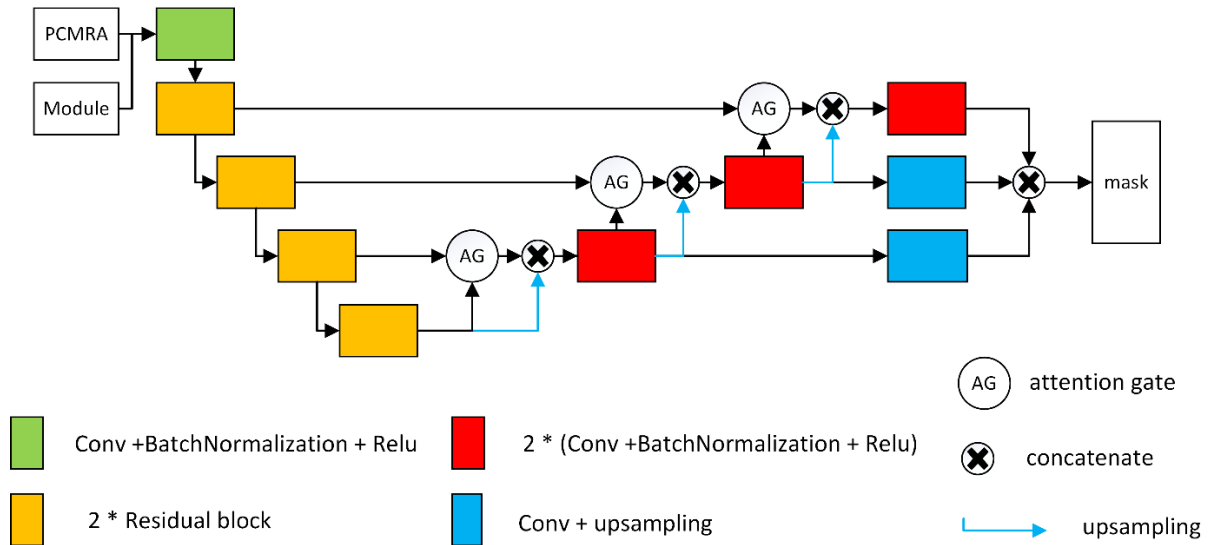 PCMRA
Module
AG
AG
AG
mask
AG attention gate
Conv +BatchNormalization + Relu
2 * (Conv +BatchNormalization + Relu)
concatenate
2 * Residual block
Conv + upsampling
upsampling